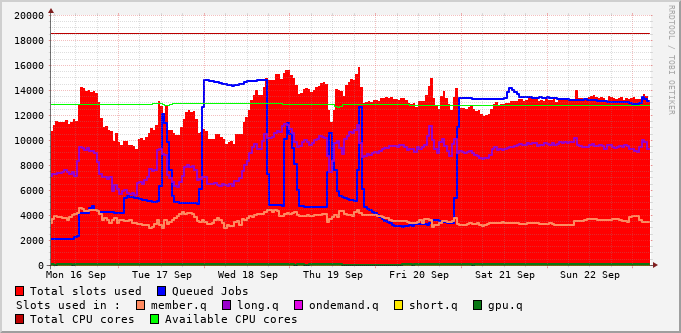 20000
18000
16000
14000
12000
10000
8000
6000
4000
2000
0
Mon 16 Sep Tue 17 Sep Wed 18 Sep Thu 19 Sep Fri 20 Sep Sat 21 Sep Sun 22 Sep
Total slots used Queued Jobs
Slots used in : member.q long.q ondemand.q short.q gpu.q
Total CPU cores Available CPU cores
RRDTOOL / TOBI OETIKER